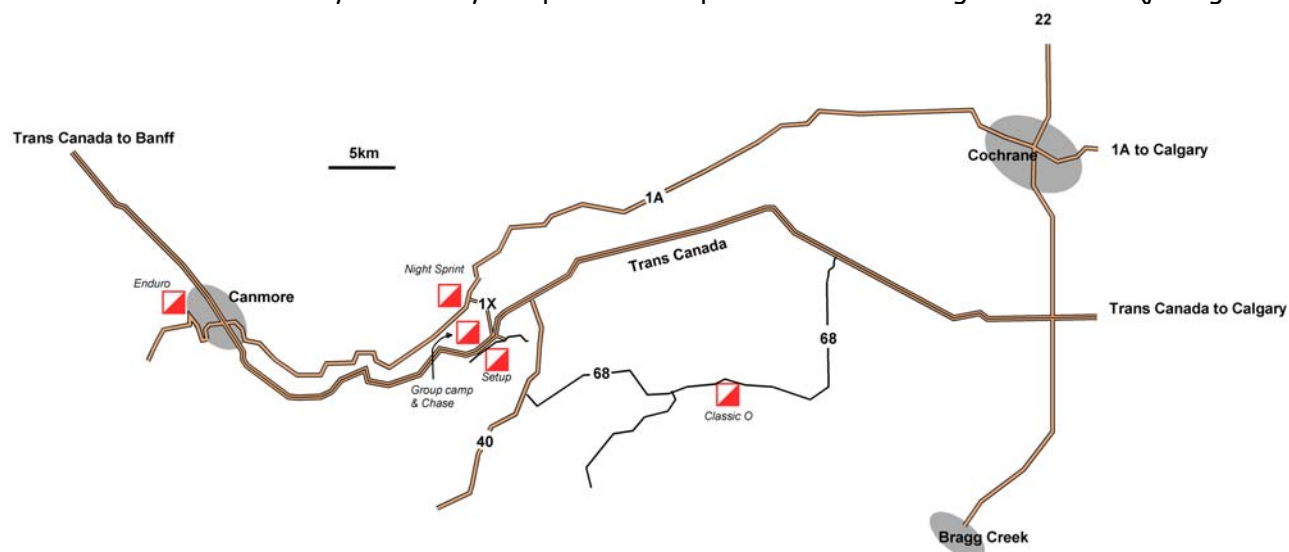 22
Trans Canada to Banff
5km
Cochrane
1A to Calgary
1A
Trans Canada
Night Sprint
Enduro
Canmore
1X
Trans Canada to Calgary
68
Setup
68
Group camp
& Chase
Classic O
40
Bragg Creek